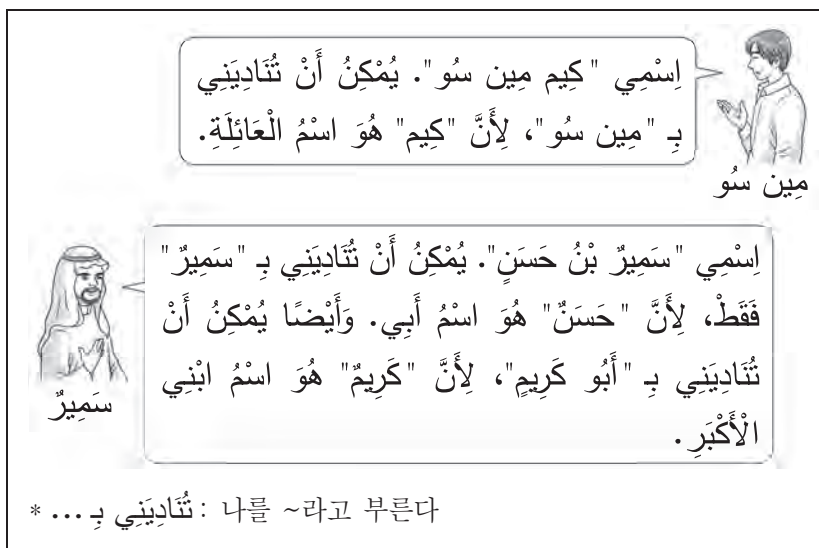 اِسْمِي "كِيم مِين سُو". يُمْكِنُ أَنْ تُنَادِيَنِي
بِـ "مِين سُو"، لِأَنَّ "كِيم" هُوَ اسْمُ الْعَائِلَةِ.
مِين سُو
اِسْمِي "سَمِيرٌ بْنُ حَسَنٍ". يُمْكِنُ أَنْ تُنَادِيَنِي بِـ "سَمِيرٌ"
فَقَطْ، لِأَنَّ "حَسَنٌ" هُوَ اسْمُ أَبِي. وَأَيْضًا يُمْكِنُ أَنْ
تُنَادِيَنِي بِـ "أَبُو كَرِيمٍ"، لِأَنَّ "كَرِيمٌ" هُوَ اسْمُ ابْنِي
الْأَكْبَرِ.
سَمِيرٌ
* تُنَادِيَنِي بِـ ... : 나를 ~라고 부른다